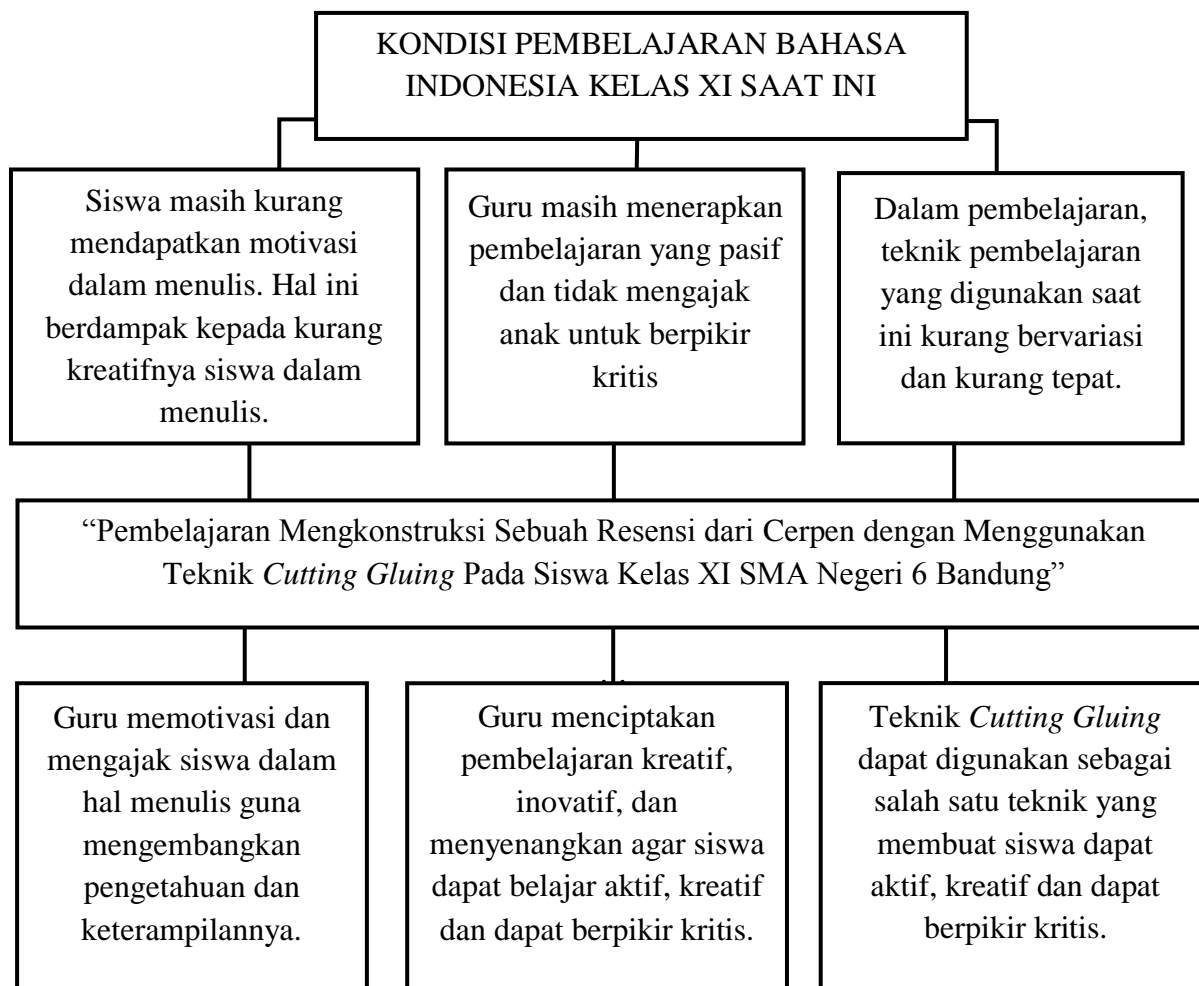 KONDISI PEMBELAJARAN BAHASA
INDONESIA KELAS XI SAAT INI
Siswa masih kurang
mendapatkan motivasi
dalam menulis. Hal ini
berdampak kepada kurang
kreatifnya siswa dalam
menulis.
Guru masih menerapkan
pembelajaran yang pasif
dan tidak mengajak
anak untuk berpikir
kritis
Dalam pembelajaran,
teknik pembelajaran
yang digunakan saat
ini kurang bervariasi
dan kurang tepat.
“Pembelajaran Mengkonstruksi Sebuah Resensi dari Cerpen dengan Menggunakan
Teknik Cutting Gluing Pada Siswa Kelas XI SMA Negeri 6 Bandung”
Guru memotivasi dan
mengajak siswa dalam
hal menulis guna
mengembangkan
pengetahuan dan
keterampilannya.
Guru menciptakan
pembelajaran kreatif,
inovatif, dan
menyenangkan agar siswa
dapat belajar aktif, kreatif
dan dapat berpikir kritis.
Teknik Cutting Gluing
dapat digunakan sebagai
salah satu teknik yang
membuat siswa dapat
aktif, kreatif dan dapat
berpikir kritis.